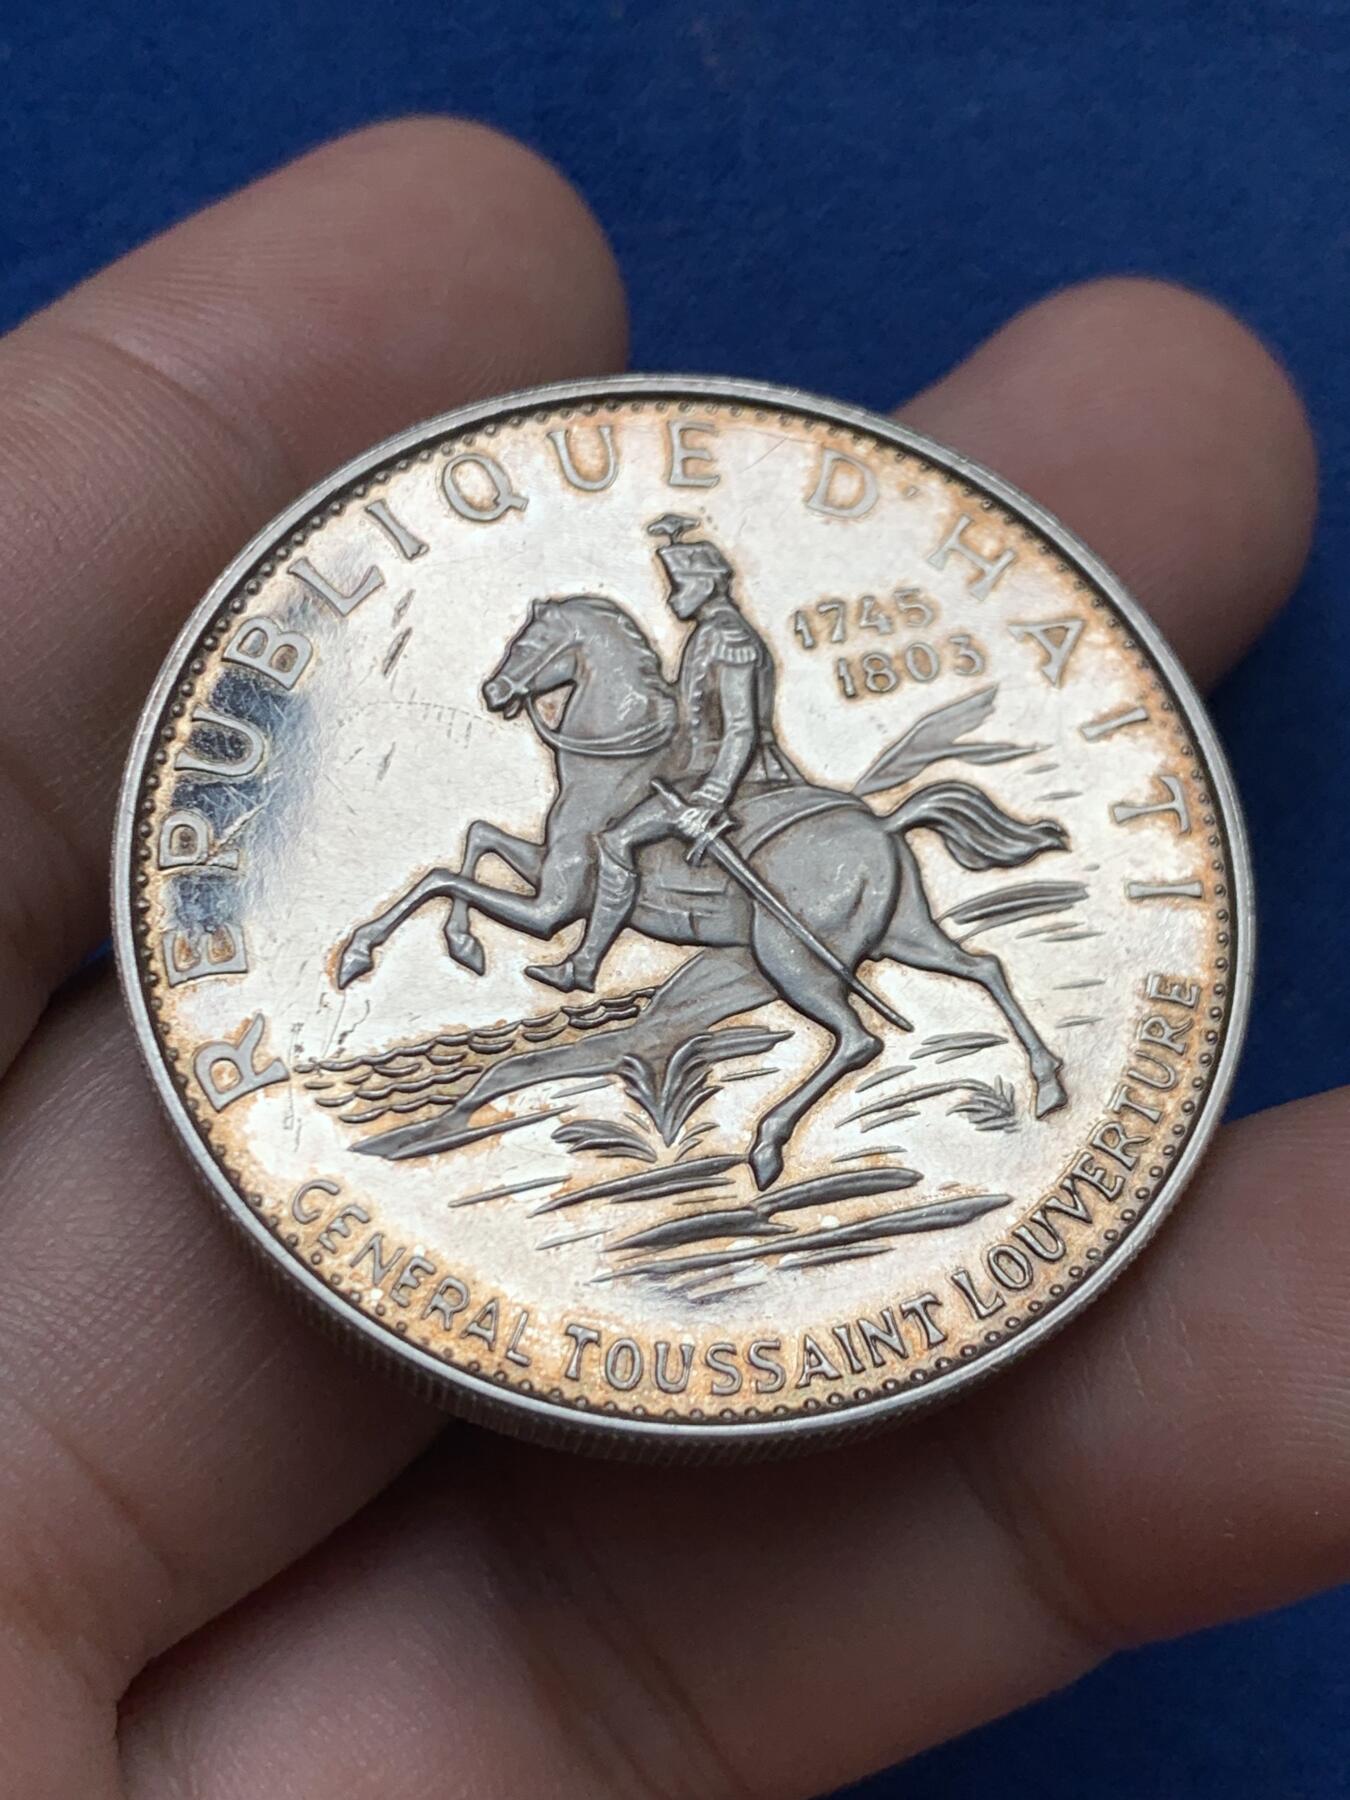 REPUBLIQUE D'HAITI
1745
1803
GENERAL TOUSSAINT LOUVERTURE